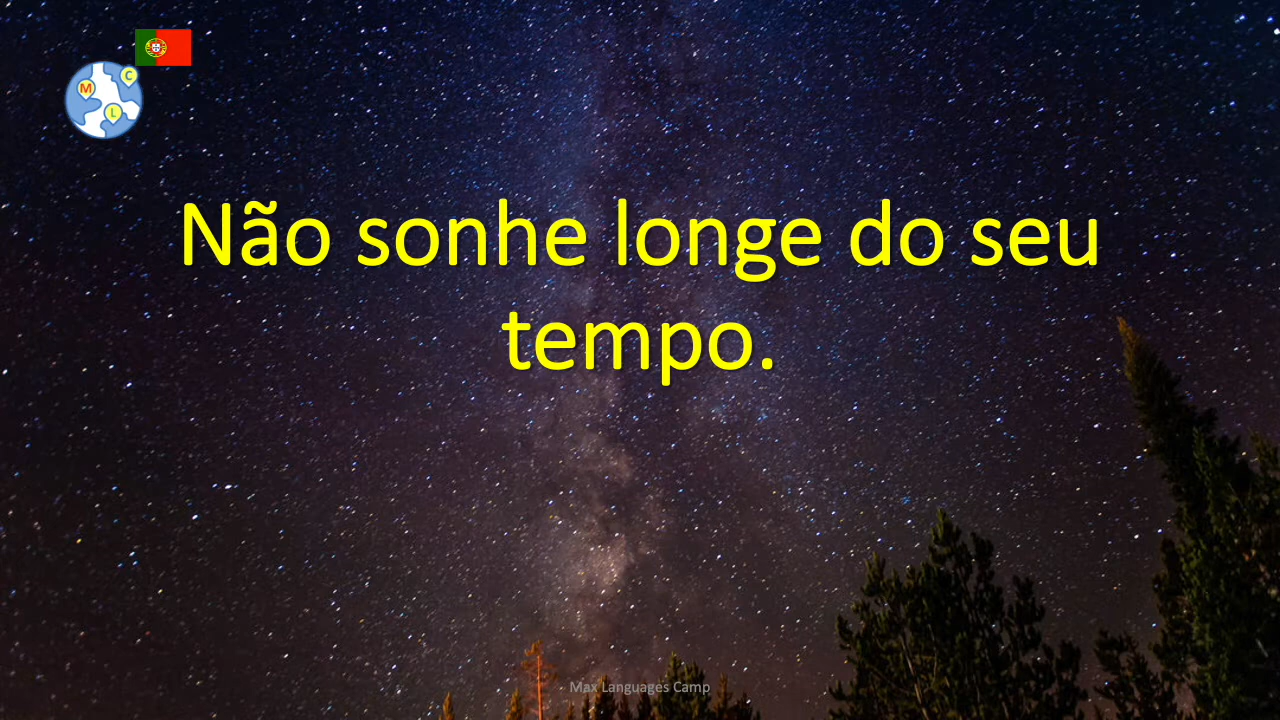 C
M
L
Não sonhe longe do seu
tempo.
Max Languages Camp